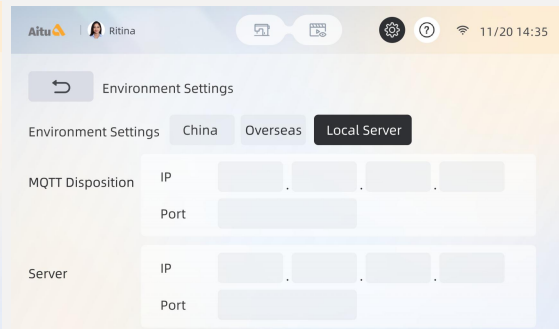 Aitu Ritina 11/20 14:35
Environment Settings
Environment Settings China Overseas Local Server
MQTT Disposition IP . . .
Port
Server IP . . .
Port